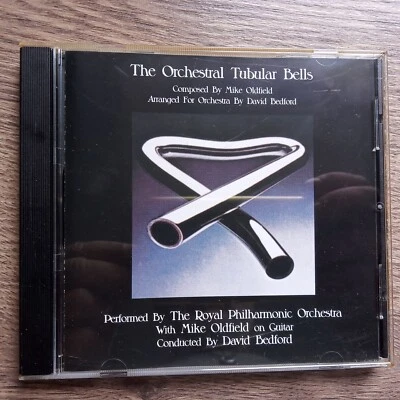 The Orchestral Tubular Bells
Composed By Mike Oldfield
Arranged For Orchestra By David Bedford
Performed By The Royal Philharmonic Orchestra
With Mike Oldfield on Guitar
Conducted By David Bedford